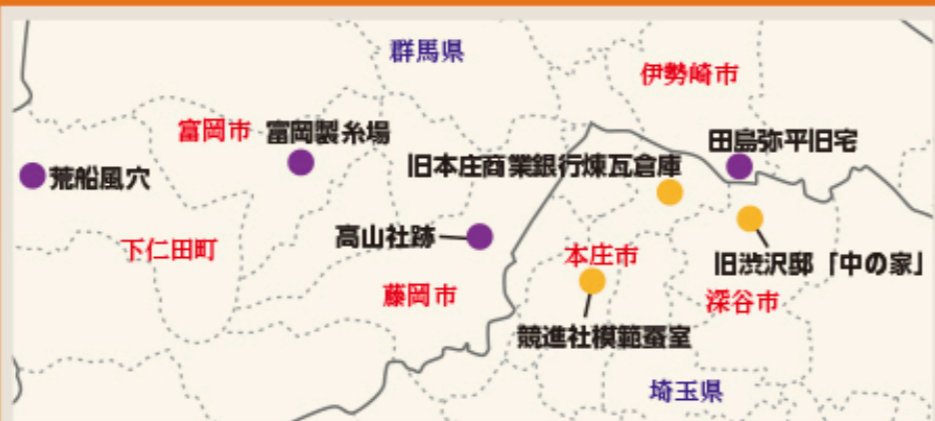 群馬県
伊勢崎市
富岡市
富岡製糸場
田島弥平旧宅
旧本庄商業銀行煉瓦倉庫
荒船風穴
高山社跡
下仁田町
本庄市
旧渋沢邸「中の家」
藤岡市
深谷市
競進社模範蚕室
埼玉県